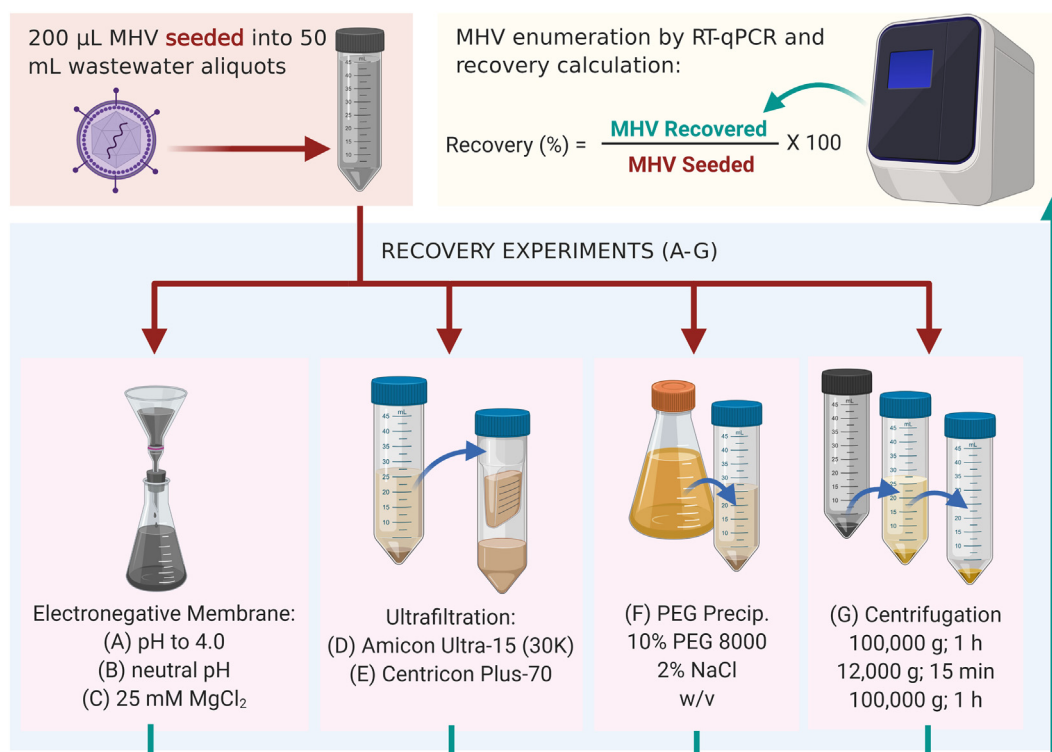 200 µL MHV seeded into 50
mL wastewater aliquots
MHV enumeration by RT-qPCR and
recovery calculation:
Recovery (%) = MHV Recovered / MHV Seeded X 100
RECOVERY EXPERIMENTS (A-G)
Electronegative Membrane:
(A) pH to 4.0
(B) neutral pH
(C) 25 mM MgCl₂
Ultrafiltration:
(D) Amicon Ultra-15 (30K)
(E) Centricon Plus-70
(F) PEG Precip.
10% PEG 8000
2% NaCl
w/v
(G) Centrifugation
100,000 g; 1 h
12,000 g; 15 min
100,000 g; 1 h